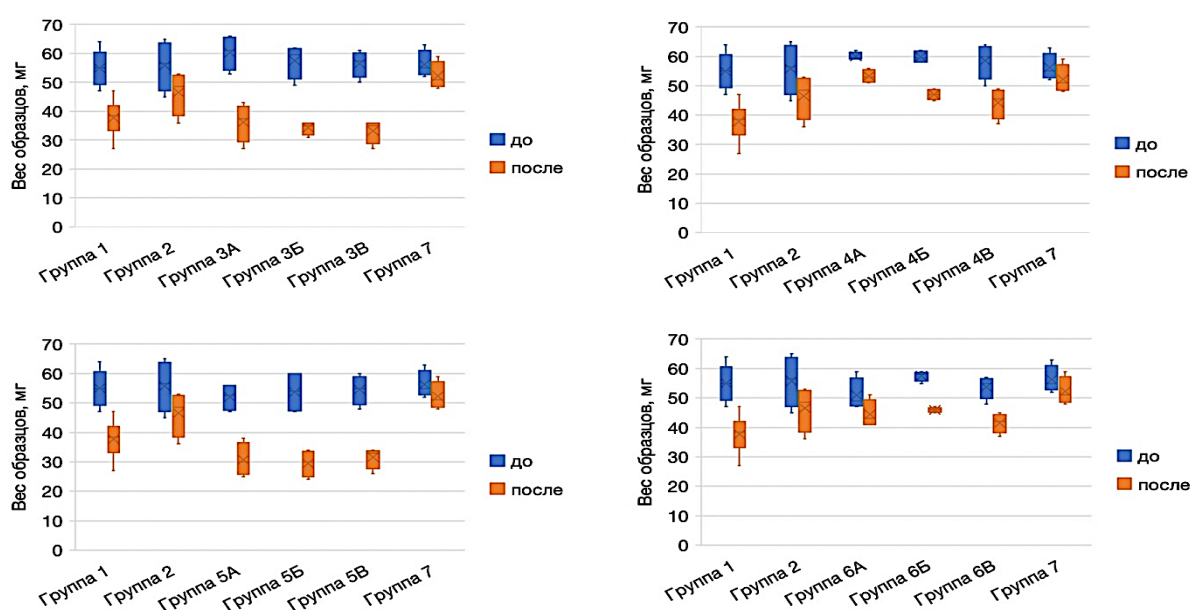 Вес образцов, мг
70
60
50
40
30
20
10
0
Группа 1
Группа 2
Группа 3А
Группа 3Б
Группа 3В
Группа 7
до
после
Вес образцов, мг
70
60
50
40
30
20
10
0
Группа 1
Группа 2
Группа 4А
Группа 4Б
Группа 4В
Группа 7
до
после
Вес образцов, мг
70
60
50
40
30
20
10
0
Группа 1
Группа 2
Группа 5А
Группа 5Б
Группа 5В
Группа 7
до
после
Вес образцов, мг
70
60
50
40
30
20
10
0
Группа 1
Группа 2
Группа 6А
Группа 6Б
Группа 6В
Группа 7
до
после